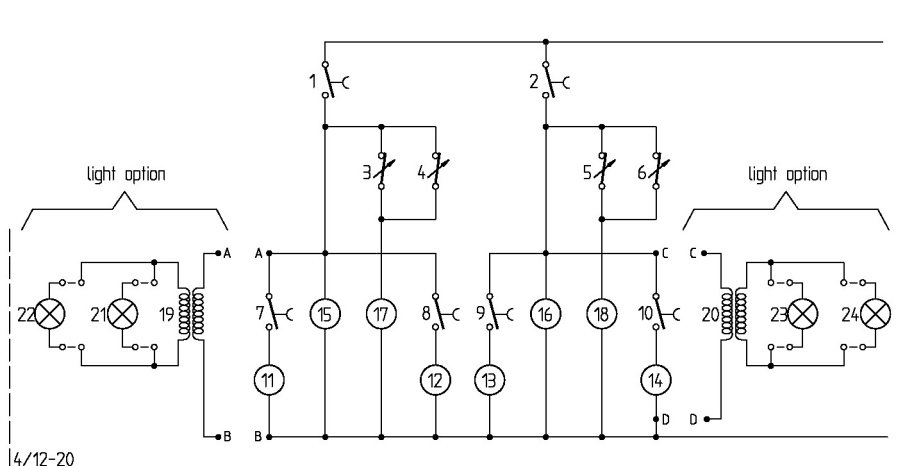 1 2
3 4 5 6
light option light option
A A C C
22 21 19 7 15 17 8 9 16 18 10 20 23 24
11 12 13 14
D D
B B
4/12-20